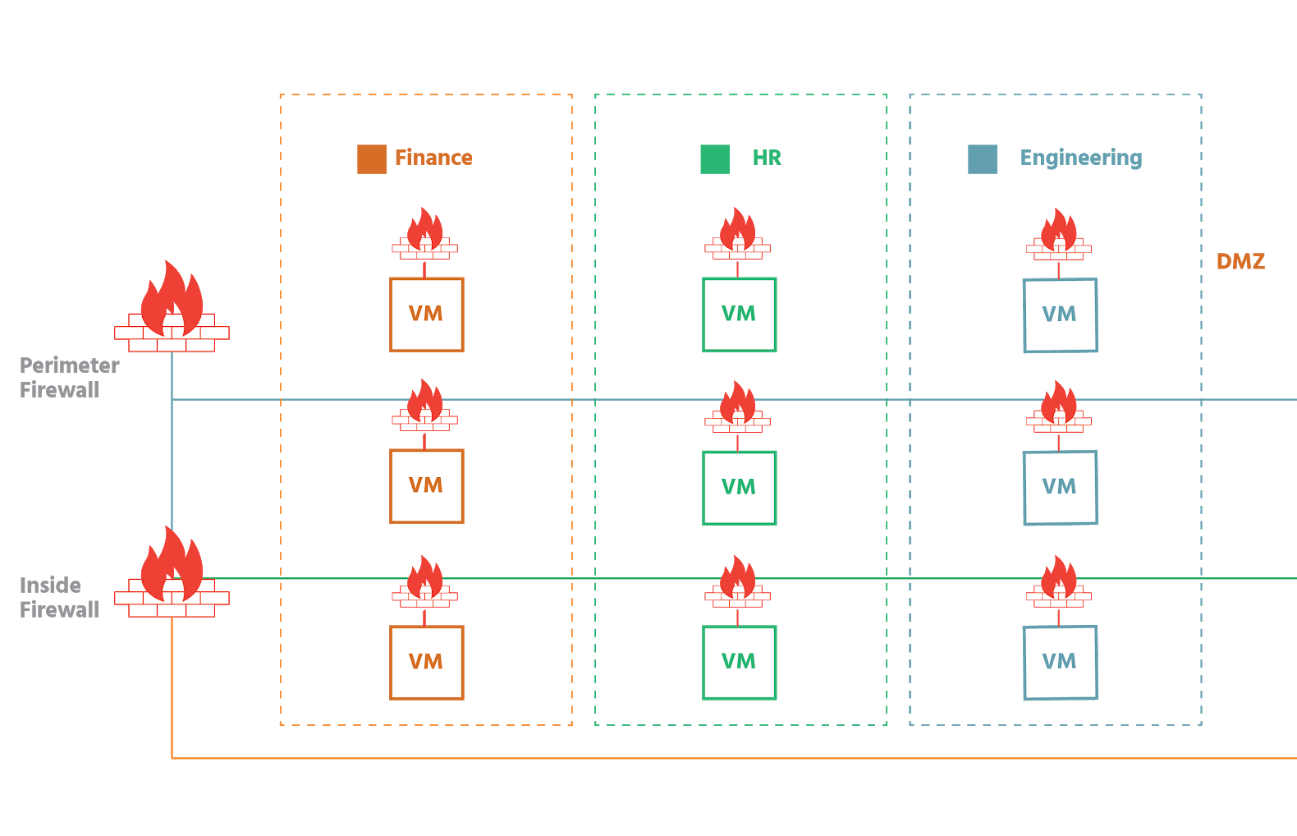 Finance
HR
Engineering
DMZ
VM
VM
VM
Perimeter
Firewall
VM
VM
VM
Inside
Firewall
VM
VM
VM